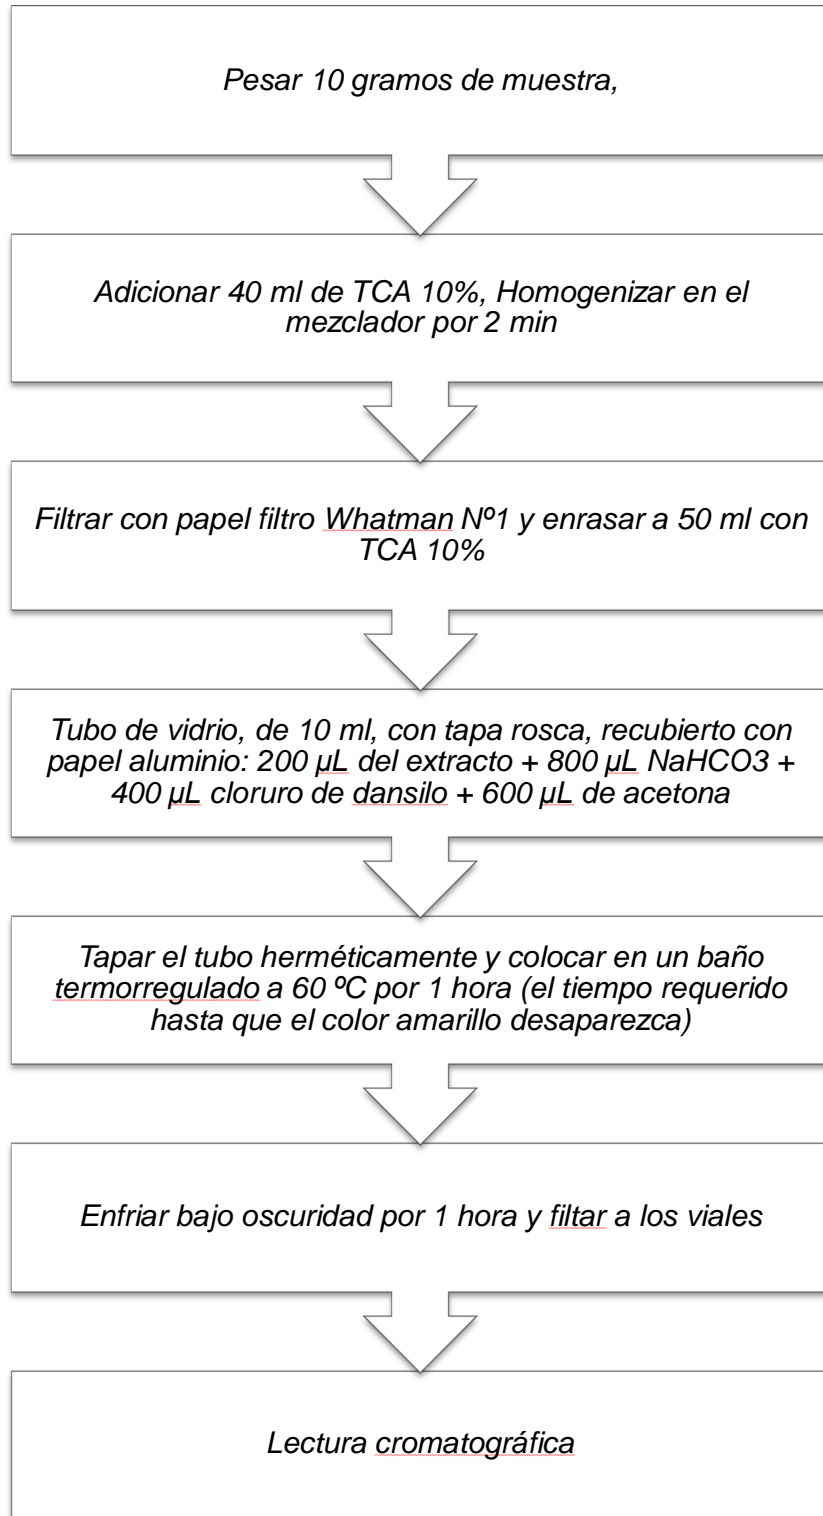 Pesar 10 gramos de muestra,
Adicionar 40 ml de TCA 10%, Homogenizar en el
mezclador por 2 min
Filtrar con papel filtro Whatman Nº1 y enrasar a 50 ml con
TCA 10%
Tubo de vidrio, de 10 ml, con tapa rosca, recubierto con
papel aluminio: 200 µL del extracto + 800 µL NaHCO3 +
400 µL cloruro de dansilo + 600 µL de acetona
Tapar el tubo herméticamente y colocar en un baño
termorregulado a 60 ºC por 1 hora (el tiempo requerido
hasta que el color amarillo desaparezca)
Enfriar bajo oscuridad por 1 hora y filtar a los viales
Lectura cromatográfica